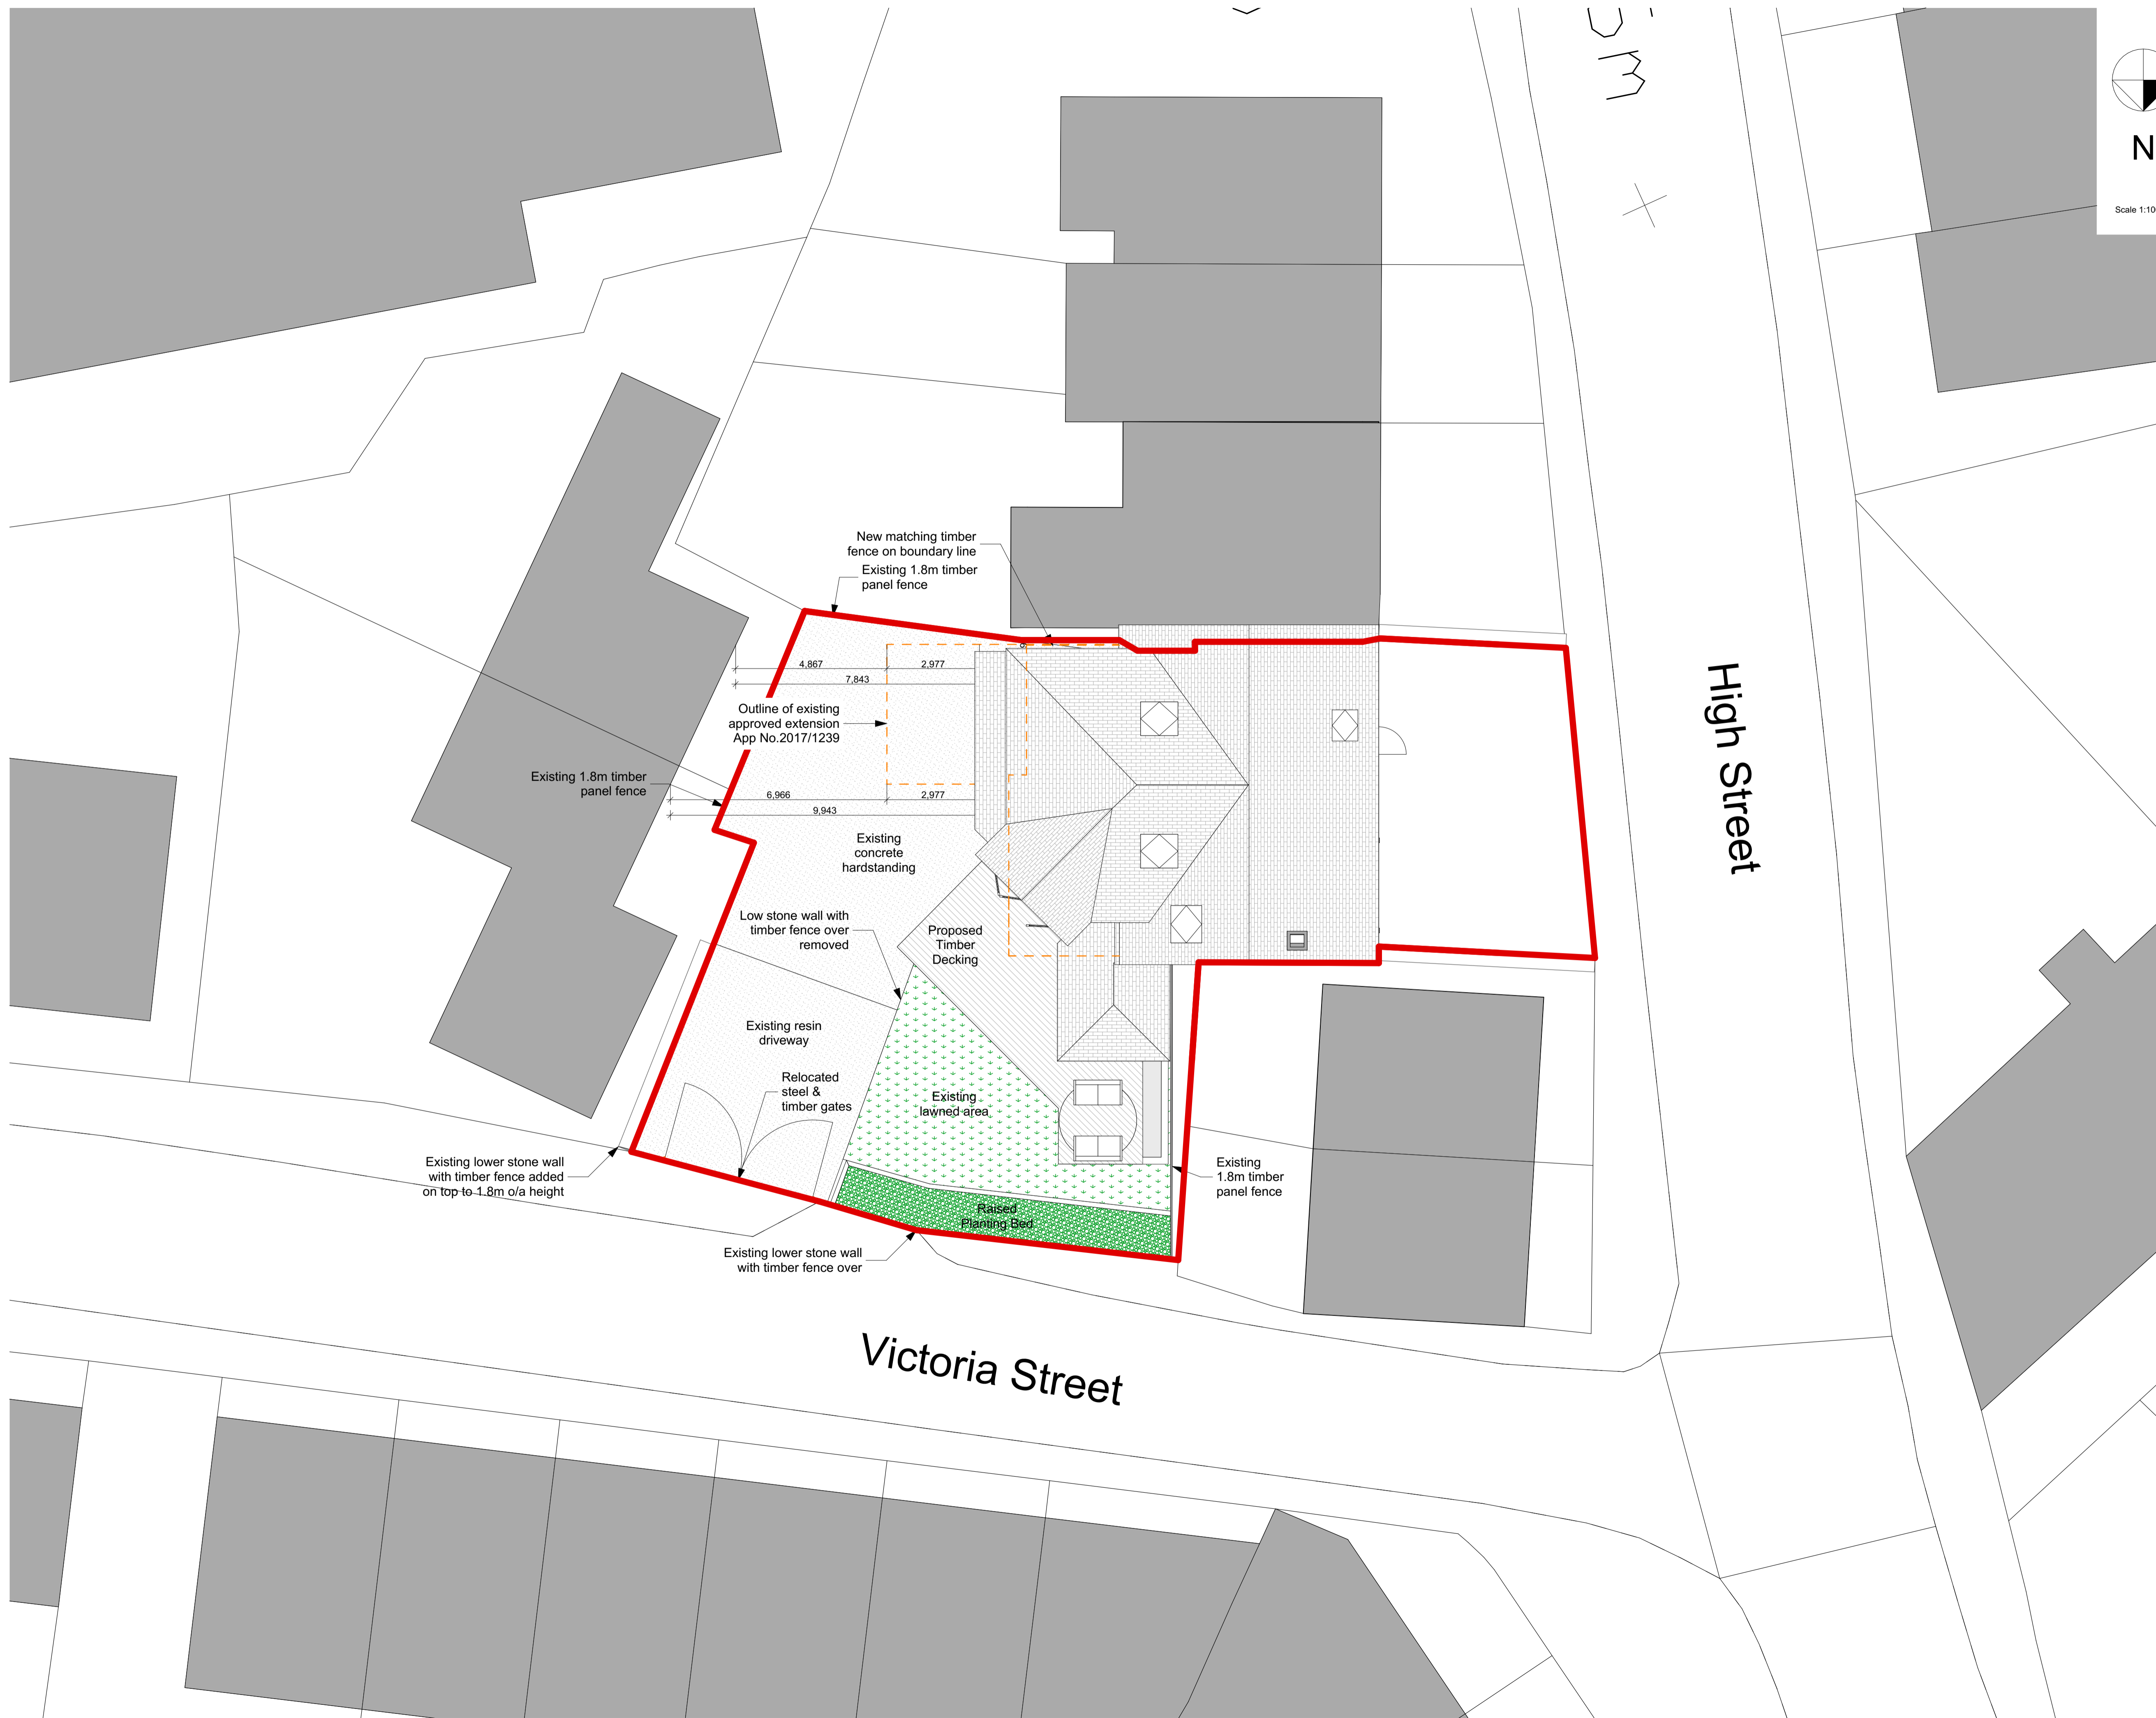 N
Scale 1:10
New matching timber
fence on boundary line
Existing 1.8m timber
panel fence
4,867
2,977
7,843
Outline of existing
approved extension
App No.2017/1239
Existing 1.8m timber
panel fence
6,966
2,977
9,943
Existing
concrete
hardstanding
High Street
Low stone wall with
timber fence over
removed
Proposed
Timber
Decking
Existing resin
driveway
Relocated
steel &
timber gates
Existing
lawned area
Existing lower stone wall
with timber fence added
on top to 1.8m o/a height
Existing
1.8m timber
panel fence
Raised
Planting Bed
Existing lower stone wall
with timber fence over
Victoria Street